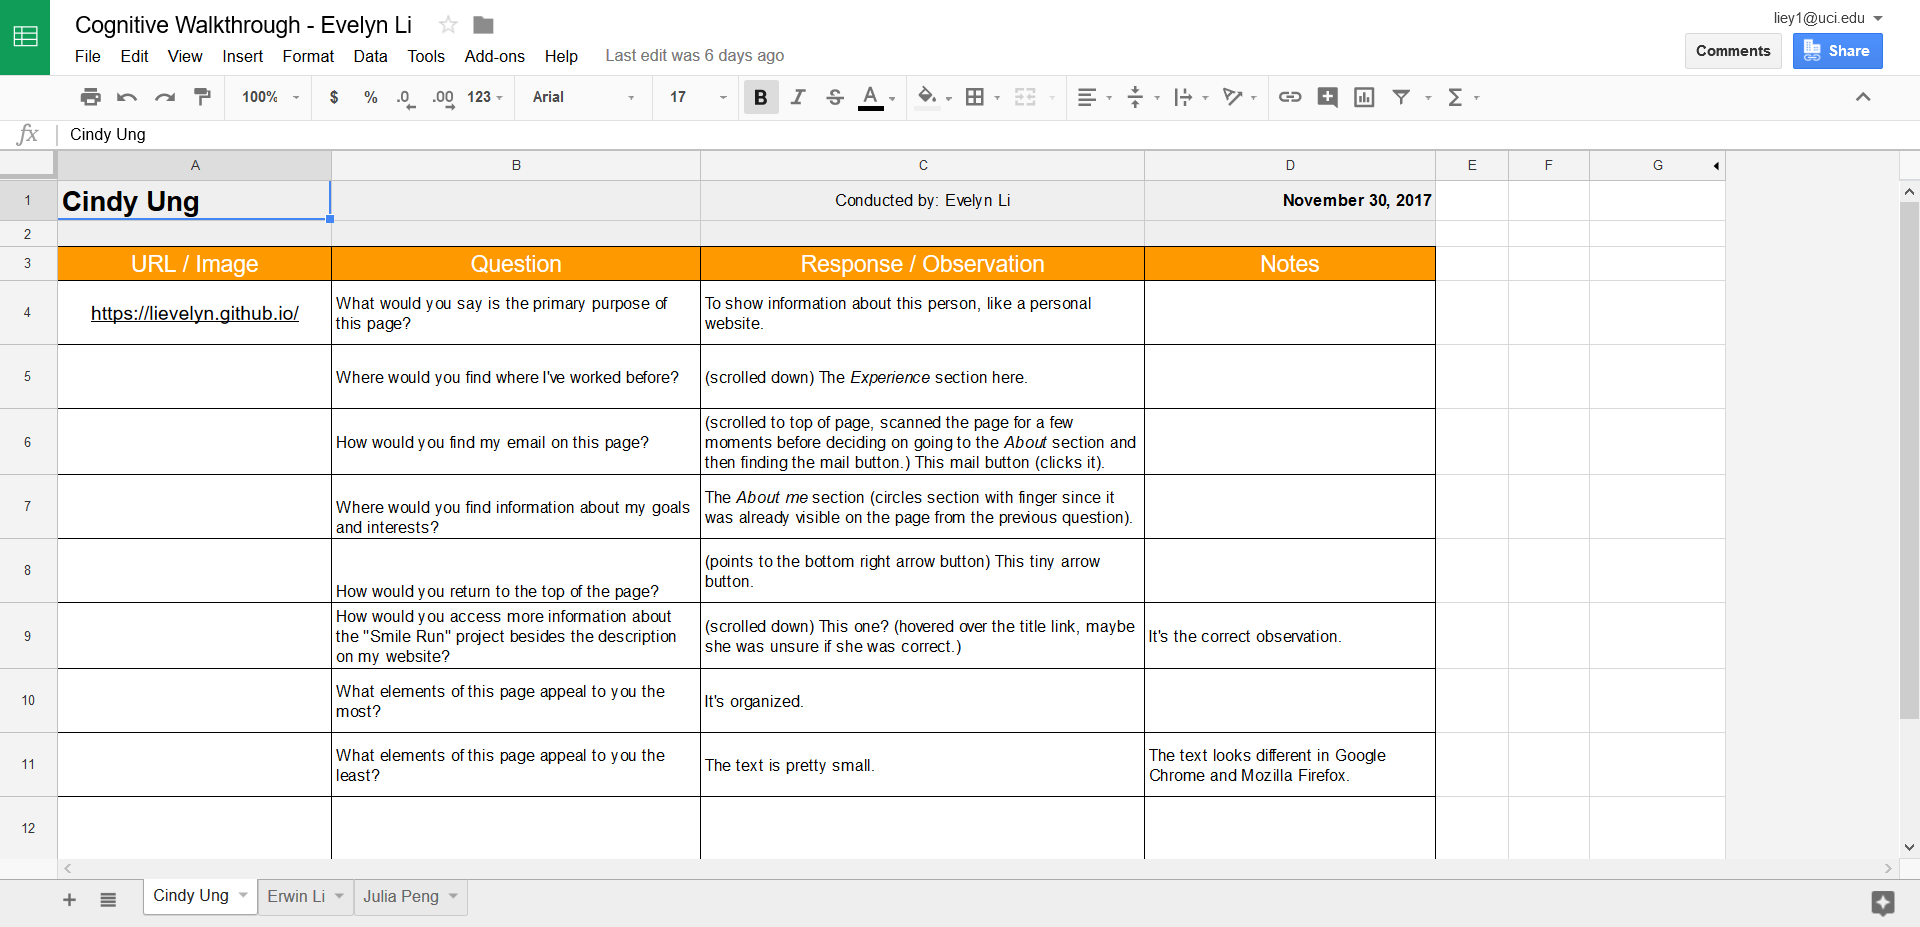 Cognitive Walkthrough - Evelyn Li
liey1@uci.edu
File Edit View Insert Format Data Tools Add-ons Help Last edit was 6 days ago
Comments Share
100% $ % .0 .00 123 Arial 17 B I S A Σ
fx Cindy Ung
A B C D E F G
1 Cindy Ung Conducted by: Evelyn Li November 30, 2017
2
3 URL / Image Question Response / Observation Notes
4 https://lievelyn.github.io/
What would you say is the primary purpose of
this page?
To show information about this person, like a personal
website.
5 Where would you find where I've worked before? (scrolled down) The Experience section here.
6 How would you find my email on this page?
(scrolled to top of page, scanned the page for a few
moments before deciding on going to the About section and
then finding the mail button.) This mail button (clicks it).
7
Where would you find information about my goals
and interests?
The About me section (circles section with finger since it
was already visible on the page from the previous question).
8
How would you return to the top of the page?
(points to the bottom right arrow button) This tiny arrow
button.
9
How would you access more information about
the "Smile Run" project besides the description
on my website?
(scrolled down) This one? (hovered over the title link, maybe
she was unsure if she was correct.)
It's the correct observation.
10
What elements of this page appeal to you the
most?
It's organized.
11
What elements of this page appeal to you the
least?
The text is pretty small.
The text looks different in Google
Chrome and Mozilla Firefox.
12
Cindy Ung Erwin Li Julia Peng